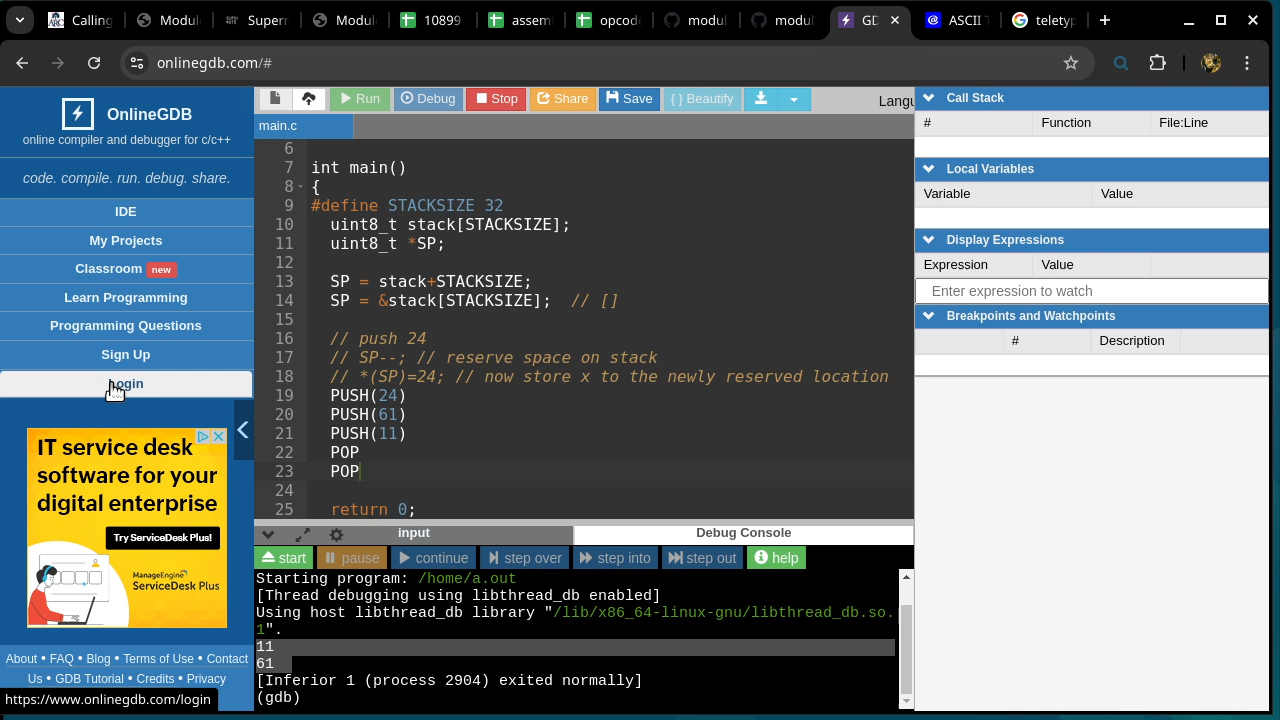 Calling
Modul
Superr
Modul
10899
assem
opcod
modul
modul
GD
ASCII T
telety
onlinegdb.com/#
OnlineGDB
online compiler and debugger for c/c++
code. compile. run. debug. share.
IDE
My Projects
Classroom new
Learn Programming
Programming Questions
Sign Up
Login
IT service desk
software for your
digital enterprise
Try ServiceDesk Plus!
ManageEngine
ServiceDesk Plus
About • FAQ • Blog • Terms of Use • Contact
Us • GDB Tutorial • Credits • Privacy
https://www.onlinegdb.com/login
Run Debug Stop Share Save { } Beautify Langu
main.c
6
7 int main()
8 {
9 #define STACKSIZE 32
10 uint8_t stack[STACKSIZE];
11 uint8_t *SP;
12
13 SP = stack+STACKSIZE;
14 SP = &stack[STACKSIZE]; // []
15
16 // push 24
17 // SP--; // reserve space on stack
18 // *(SP)=24; // now store x to the newly reserved location
19 PUSH(24)
20 PUSH(61)
21 PUSH(11)
22 POP
23 POP
24
25 return 0;
input Debug Console
start pause continue step over step into step out help
Starting program: /home/a.out
[Thread debugging using libthread_db enabled]
Using host libthread_db library "/lib/x86_64-linux-gnu/libthread_db.so.
1".
11
61
[Inferior 1 (process 2904) exited normally]
(gdb)
Call Stack
# Function File:Line
Local Variables
Variable Value
Display Expressions
Expression Value
Enter expression to watch
Breakpoints and Watchpoints
# Description